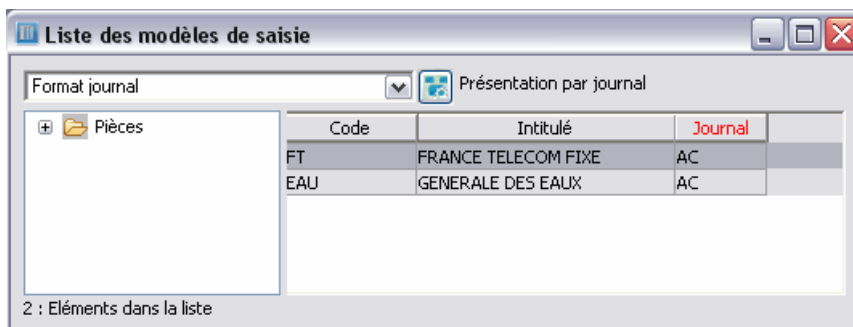 Liste des modèles de saisie
Format journal
Présentation par journal
Pièces
Code Intitulé Journal
FT FRANCE TELECOM FIXE AC
EAU GENERALE DES EAUX AC
2 : Eléments dans la liste